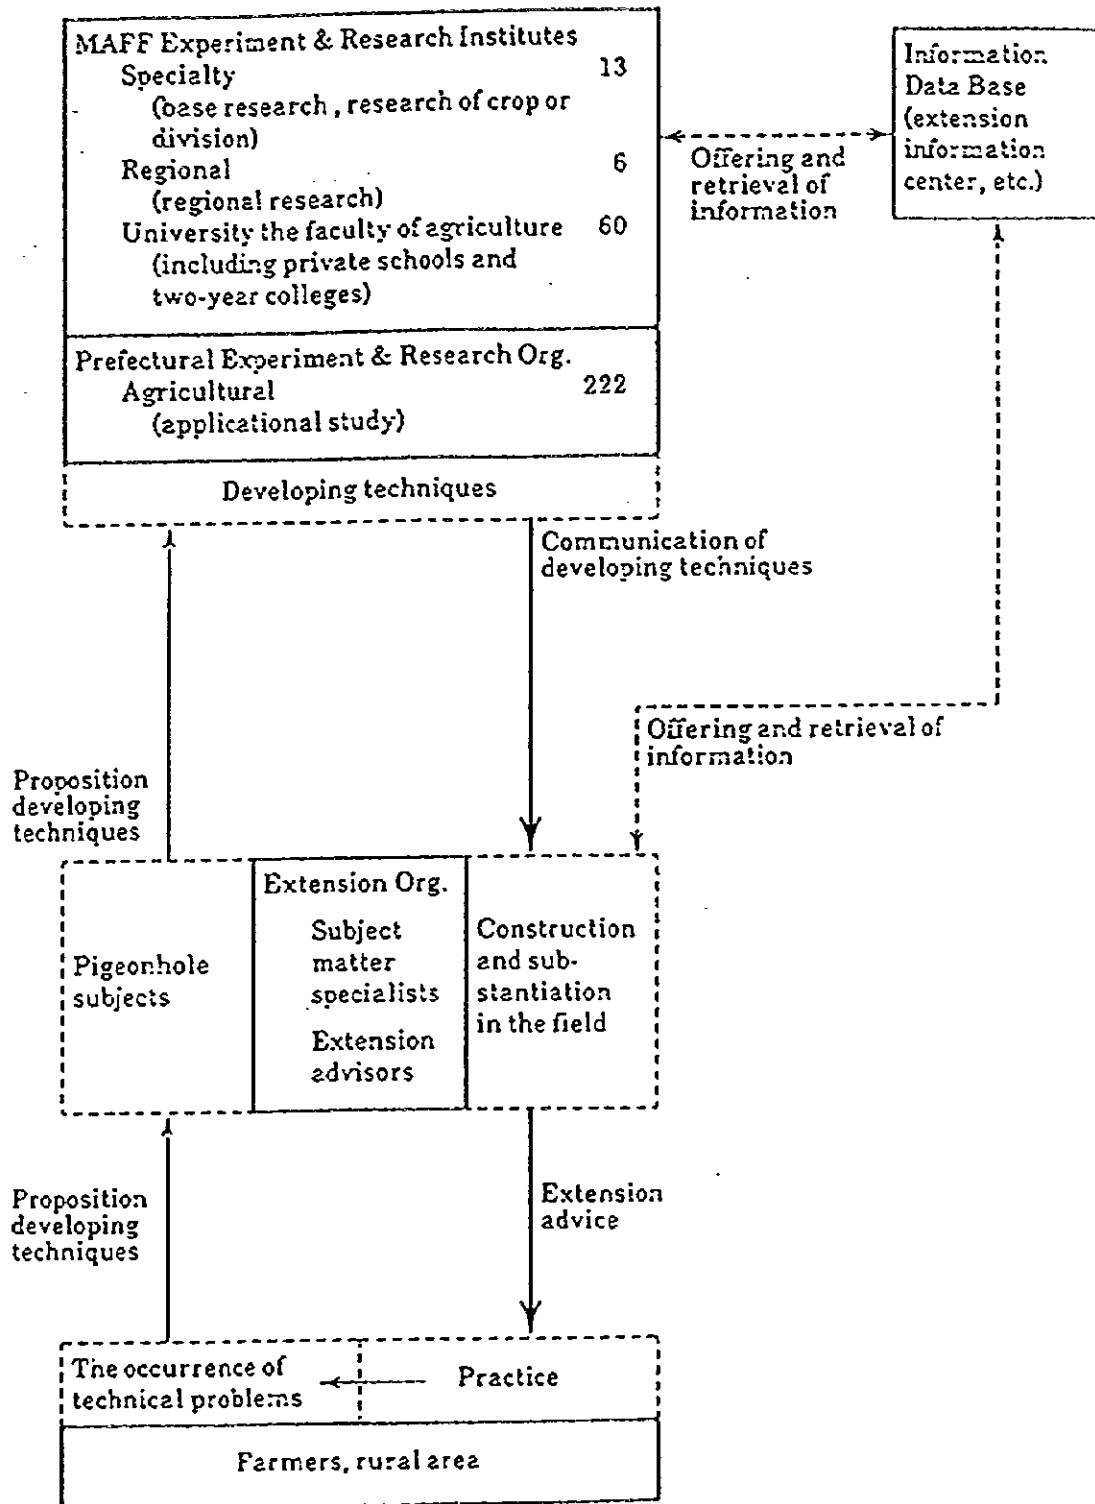 MAFF Experiment & Research Institutes
Specialty 13
(base research, research of crop or
division)
Regional 6
(regional research)
University the faculty of agriculture 60
(including private schools and
two-year colleges)
Prefectural Experiment & Research Org.
Agricultural 222
(applicational study)
Developing techniques
Information
Data Base
(extension
information
center, etc.)
Offering and
retrieval of
information
Communication of
developing techniques
Offering and retrieval of
information
Proposition
developing
techniques
Pigeonhole
subjects
Extension Org.
Subject
matter
specialists
Extension
advisors
Construction
and sub-
stantiation
in the field
Proposition
developing
techniques
Extension
advice
The occurrence of
technical problems
Practice
Farmers, rural area